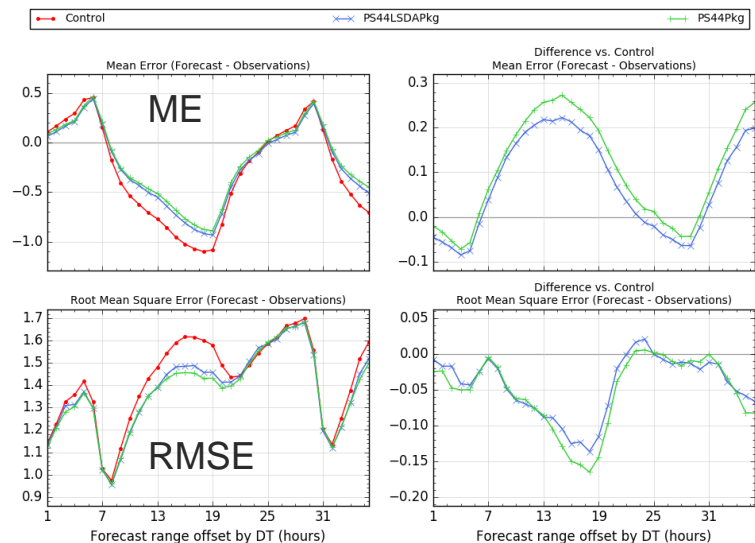 Control PS44LSDAPkg PS44Pkg
Mean Error (Forecast - Observations)
ME
0.5
0.0
−0.5
−1.0
Difference vs. Control
Mean Error (Forecast - Observations)
0.3
0.2
0.1
0.0
−0.1
Root Mean Square Error (Forecast - Observations)
RMSE
1.7
1.6
1.5
1.4
1.3
1.2
1.1
1.0
0.9
1 7 13 19 25 31
Forecast range offset by DT (hours)
Difference vs. Control
Root Mean Square Error (Forecast - Observations)
0.05
0.00
−0.05
−0.10
−0.15
−0.20
1 7 13 19 25 31
Forecast range offset by DT (hours)